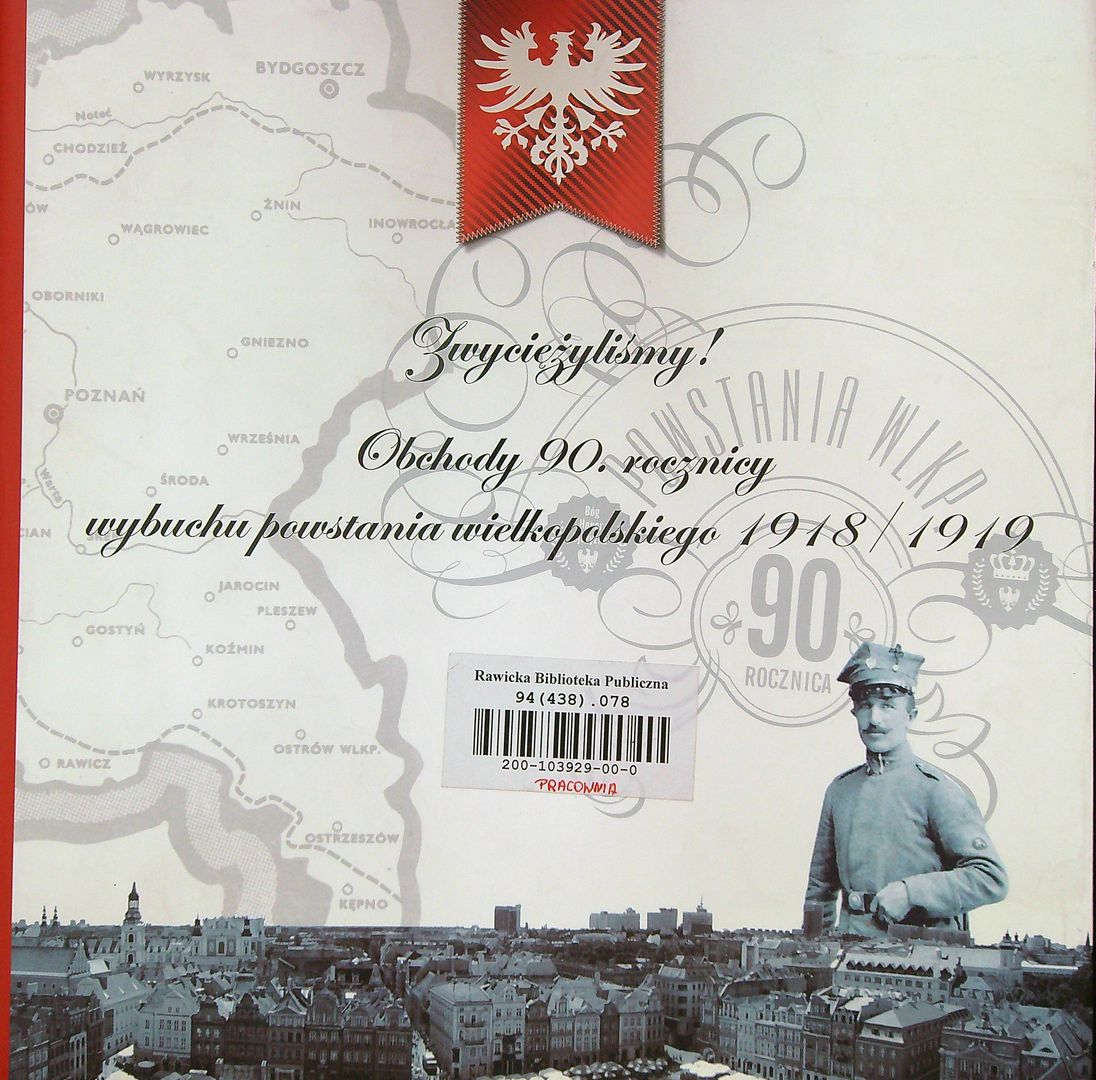 WYRZYSK
BYDGOSZCZ
Noteć
CHODZIEŻ
ŻNIN
WĄGROWIEC
INOWROCŁA
OBORNIKI
GNIEZNO
POZNAŃ
WRZEŚNIA
Warta
ŚRODA
CIAN
JAROCIN
PLESZEW
GOSTYŃ
KOŹMIN
KROTOSZYN
OSTRÓW WLKP.
RAWICZ
OSTRZESZÓW
KĘPNO
Zwyciężyliśmy!
Obchody 90. rocznicy
wybuchu powstania wielkopolskiego 1918/1919
POWSTANIA WLKP
Bóg
90
ROCZNICA
Rawicka Biblioteka Publiczna
94(438).078
200-103929-00-0
PRACOWNIA